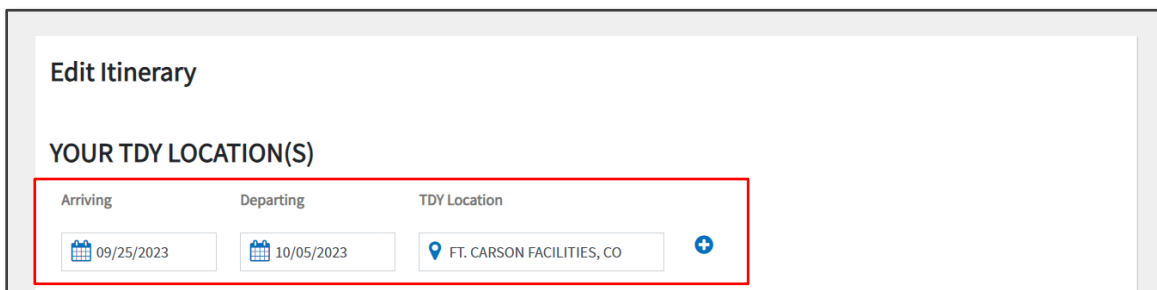 Edit Itinerary
YOUR TDY LOCATION(S)
Arriving Departing TDY Location
09/25/2023 10/05/2023 FT. CARSON FACILITIES, CO